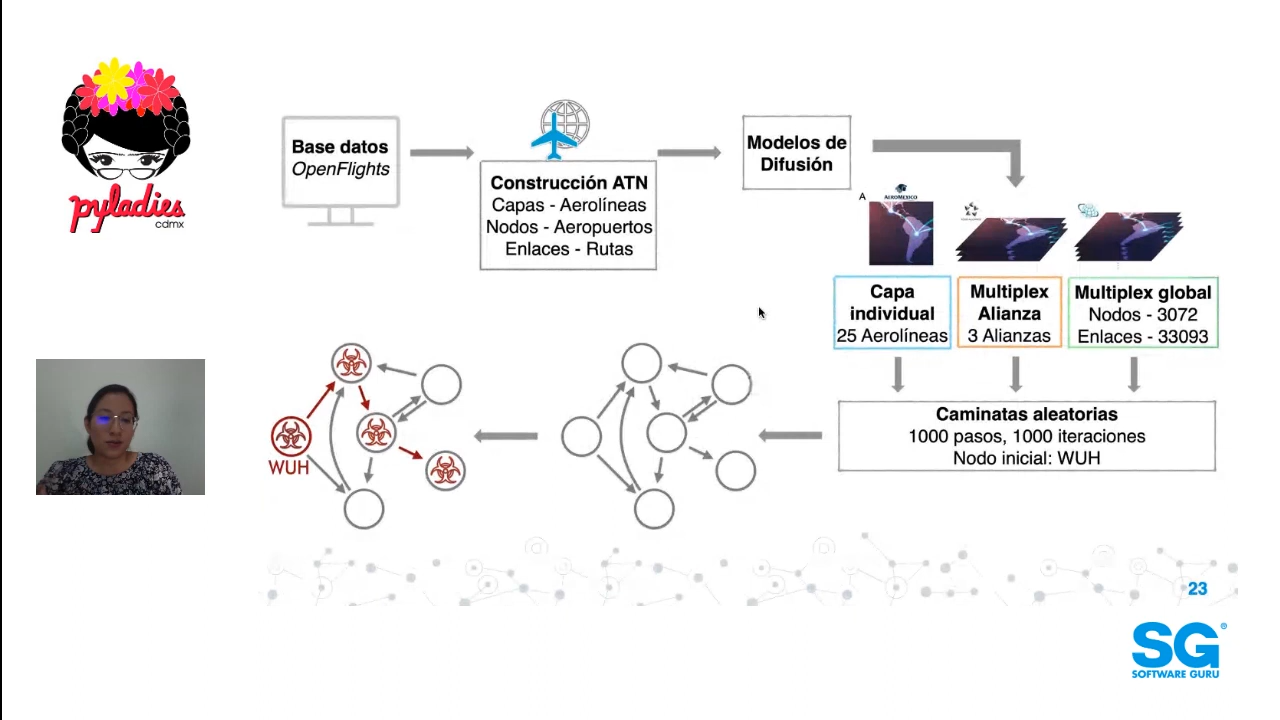 pyladies
cdmx
Base datos
OpenFlights
Construcción ATN
Capas - Aerolíneas
Nodos - Aeropuertos
Enlaces - Rutas
Modelos de
Difusión
A
AEROMEXICO
Capa
individual
25 Aerolíneas
Multiplex
Alianza
3 Alianzas
Multiplex global
Nodos - 3072
Enlaces - 33093
Caminatas aleatorias
1000 pasos, 1000 iteraciones
Nodo inicial: WUH
WUH
23
SG®
SOFTWARE GURU